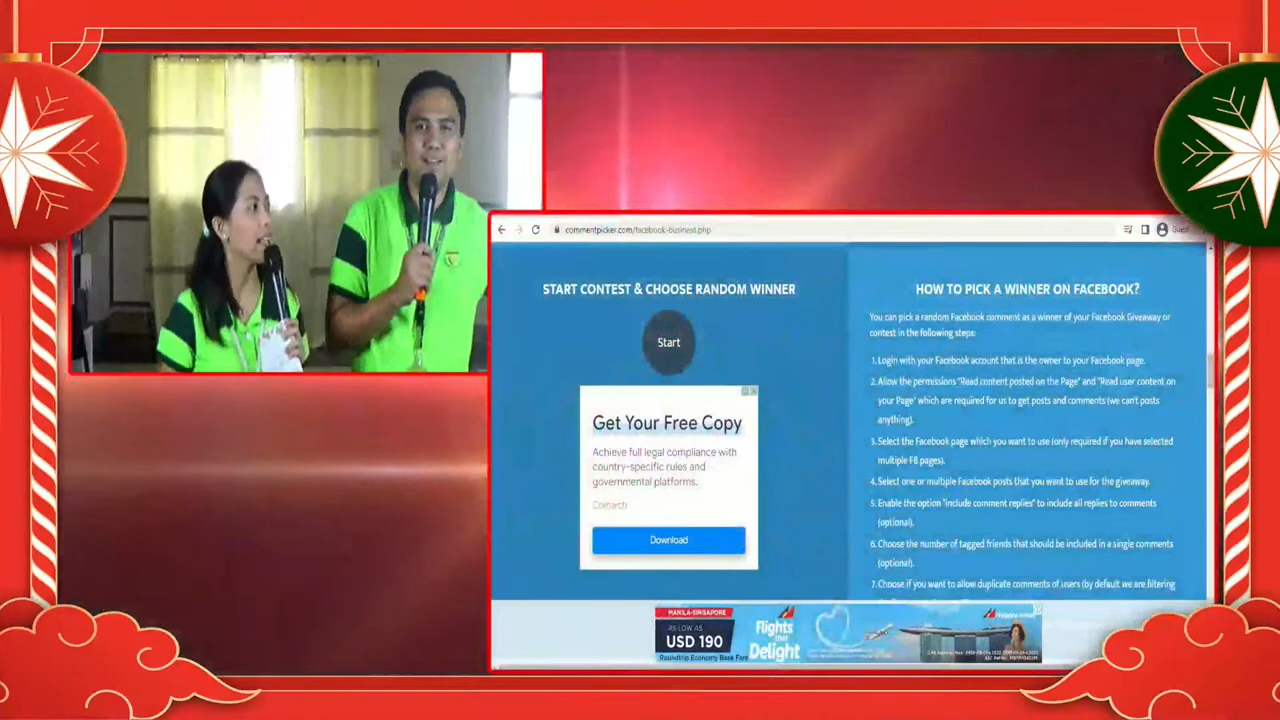 commentpicker.com/facebook-business.php
Guest
START CONTEST & CHOOSE RANDOM WINNER
Start
Get Your Free Copy
Achieve full legal compliance with
country-specific rules and
governmental platforms.
Comarch
Download
HOW TO PICK A WINNER ON FACEBOOK?
You can pick a random Facebook comment as a winner of your Facebook Giveaway or
contest in the following steps:
1. Login with your Facebook account that is the owner to your Facebook page.
2. Allow the permissions "Read content posted on the Page" and "Read user content on
your Page" which are required for us to get posts and comments (we can't posts
anything).
3. Select the Facebook page which you want to use (only required if you have selected
multiple FB pages).
4. Select one or multiple Facebook posts that you want to use for the giveaway.
5. Enable the option "include comment replies" to include all replies to comments
(optional).
6. Choose the number of tagged friends that should be included in a single comments
(optional).
7. Choose if you want to allow duplicate comments of users (by default we are filtering
MANILA-SINGAPORE
AS LOW AS
USD 190
Roundtrip Economy Base Fare
Flights
that
Delight